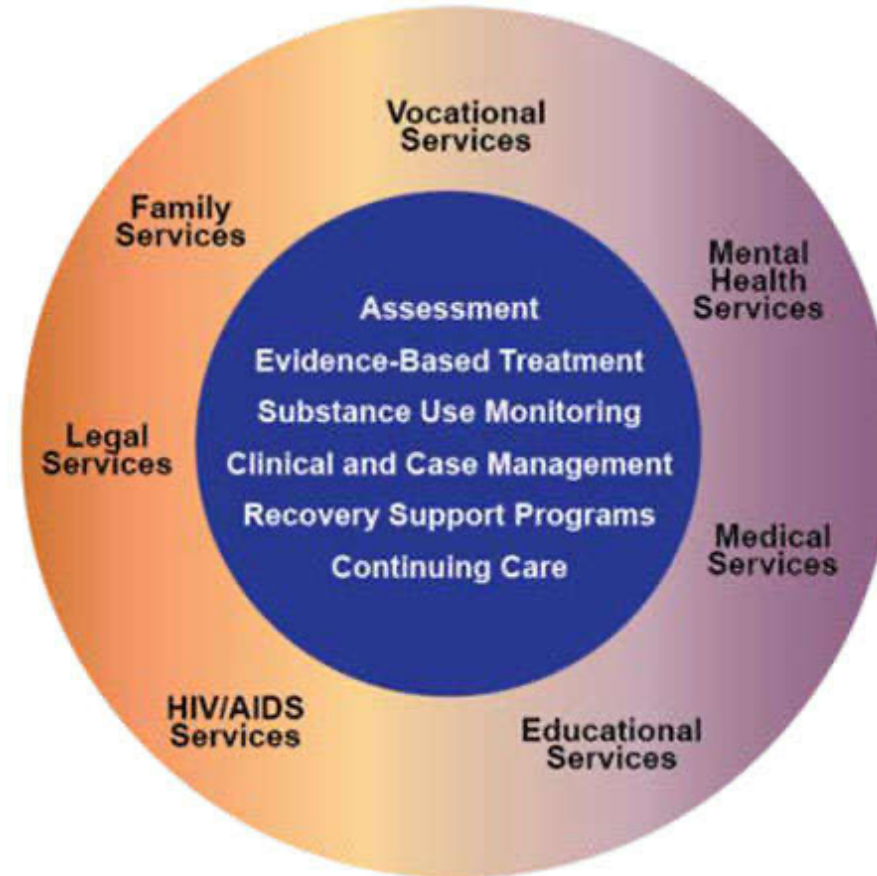 Vocational
Services
Family
Services
Mental
Health
Services
Assessment
Evidence-Based Treatment
Substance Use Monitoring
Clinical and Case Management
Recovery Support Programs
Continuing Care
Legal
Services
Medical
Services
HIV/AIDS
Services
Educational
Services